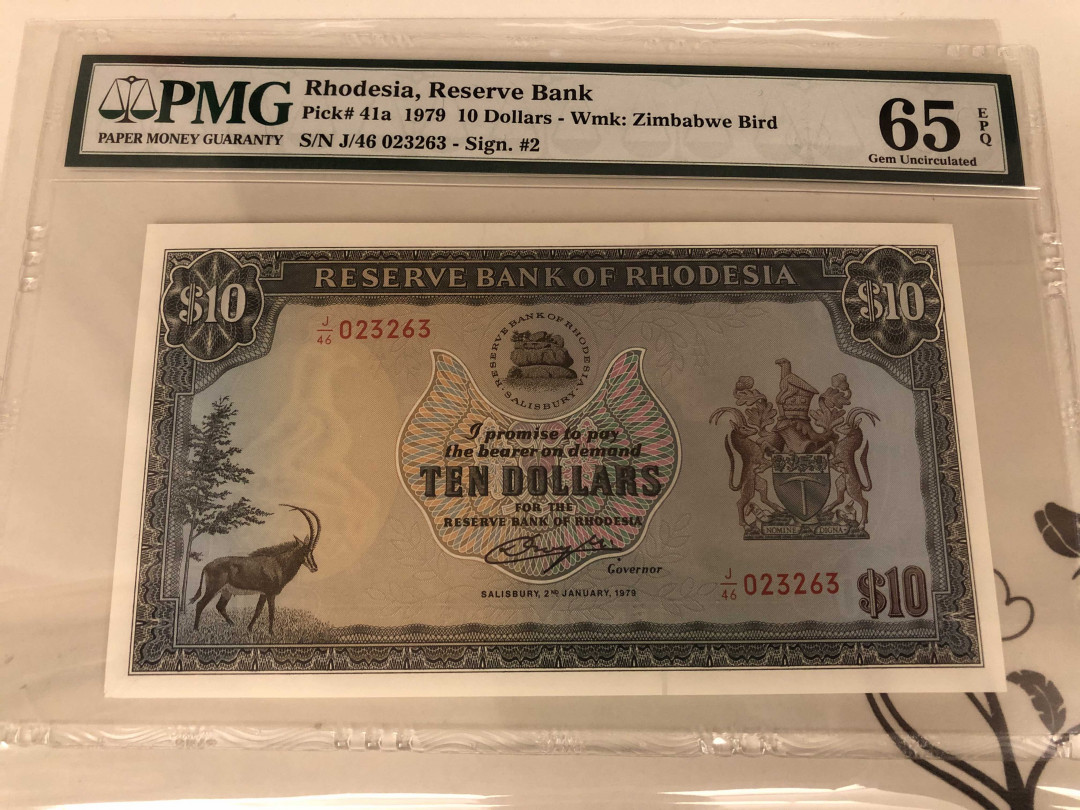 PMG
PAPER MONEY GUARANTY
Rhodesia, Reserve Bank
Pick# 41a 1979 10 Dollars - Wmk: Zimbabwe Bird
S/N J/46 023263 - Sign. #2
65 EPQ
Gem Uncirculated
RESERVE BANK OF RHODESIA
$10
$10
J/46 023263
RESERVE BANK OF RHODESIA · SALISBURY ·
I promise to pay
the bearer on demand
TEN DOLLARS
FOR THE
RESERVE BANK OF RHODESIA
Governor
SALISBURY, 2ND JANUARY, 1979
NOMINE DIGNA
J/46 023263
$10